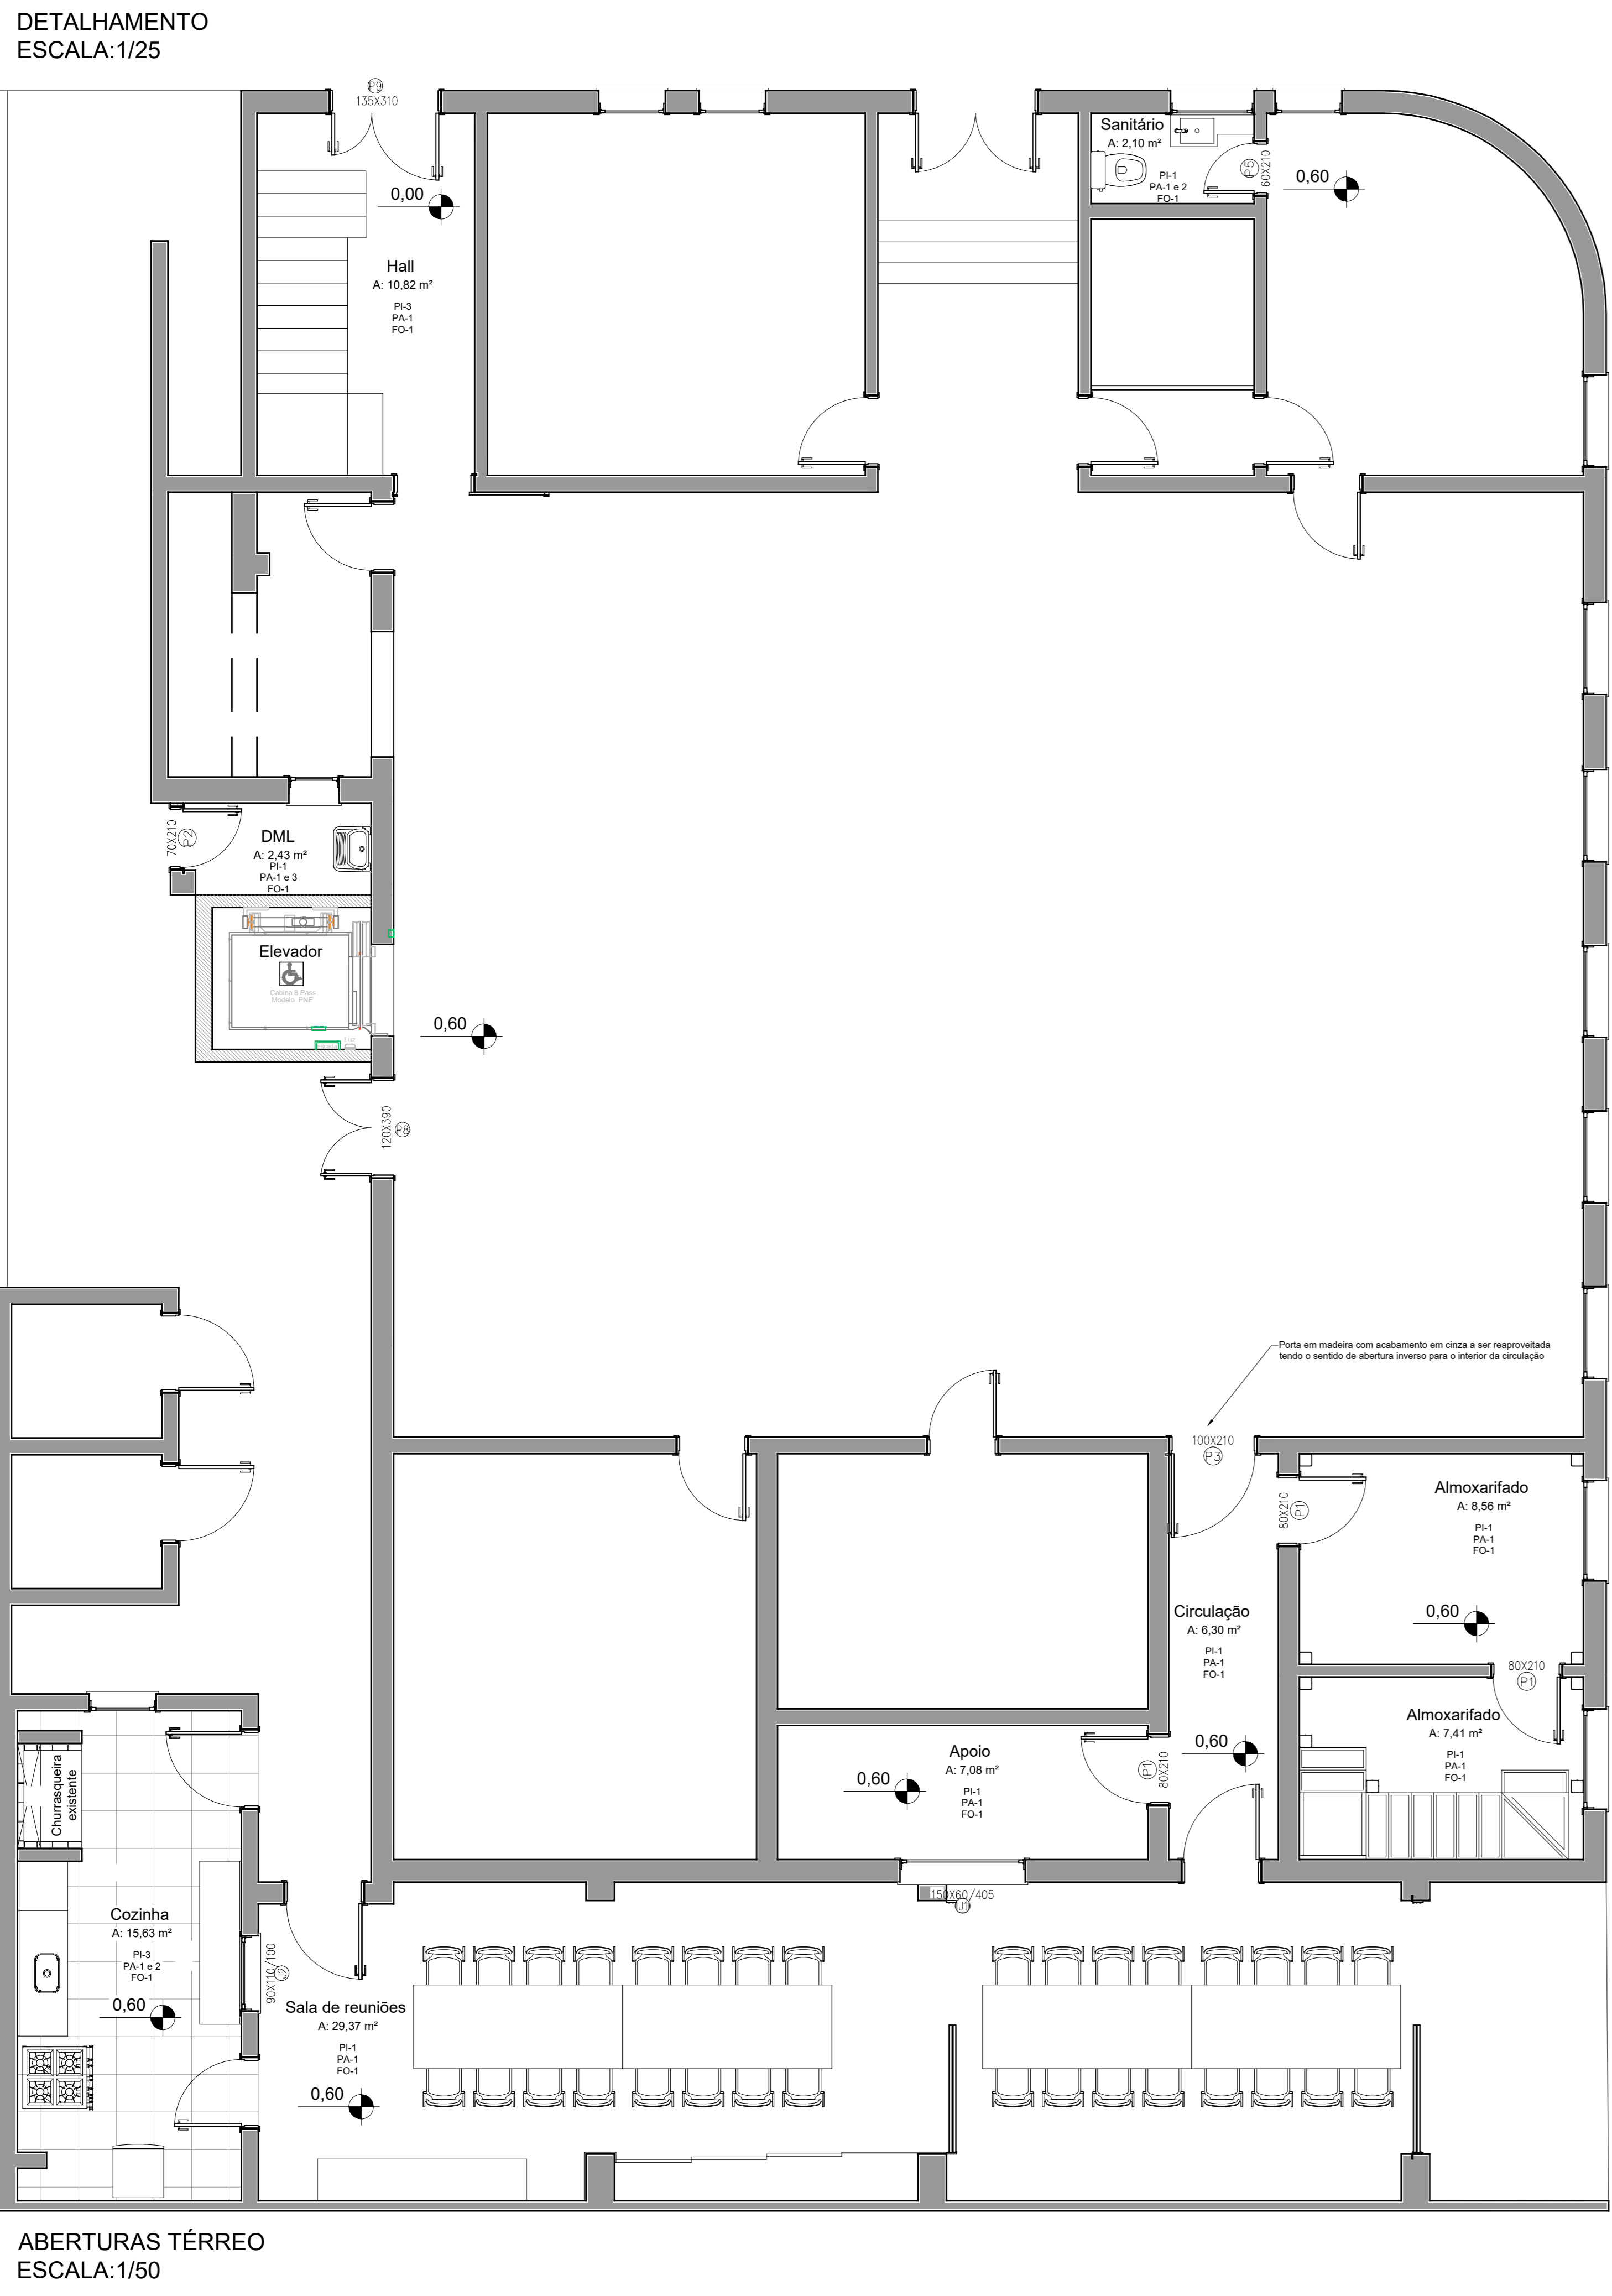 DETALHAMENTO
ESCALA:1/25
P9
135X310
Sanitário
A: 2,10 m²
PI-1
PA-1 e 2
FO-1
P5
60X210
0,60
0,00
Hall
A: 10,82 m²
PI-3
PA-1
FO-1
70X210
P2
DML
A: 2,43 m²
PI-1
PA-1 e 3
FO-1
Elevador
Cabina 8 Pass
Modelo PNE
Luz
0,60
120X390
P8
Porta em madeira com acabamento em cinza a ser reaproveitada
tendo o sentido de abertura inverso para o interior da circulação
100X210
P3
80X210
P1
Almoxarifado
A: 8,56 m²
PI-1
PA-1
FO-1
0,60
Circulação
A: 6,30 m²
PI-1
PA-1
FO-1
0,60
80X210
P1
Almoxarifado
A: 7,41 m²
PI-1
PA-1
FO-1
Apoio
A: 7,08 m²
PI-1
PA-1
FO-1
0,60
P1
80X210
Churrasqueira
existente
150X60/405
J1
Cozinha
A: 15,63 m²
PI-3
PA-1 e 2
FO-1
0,60
90X110/100
J2
Sala de reuniões
A: 29,37 m²
PI-1
PA-1
FO-1
0,60
ABERTURAS TÉRREO
ESCALA:1/50